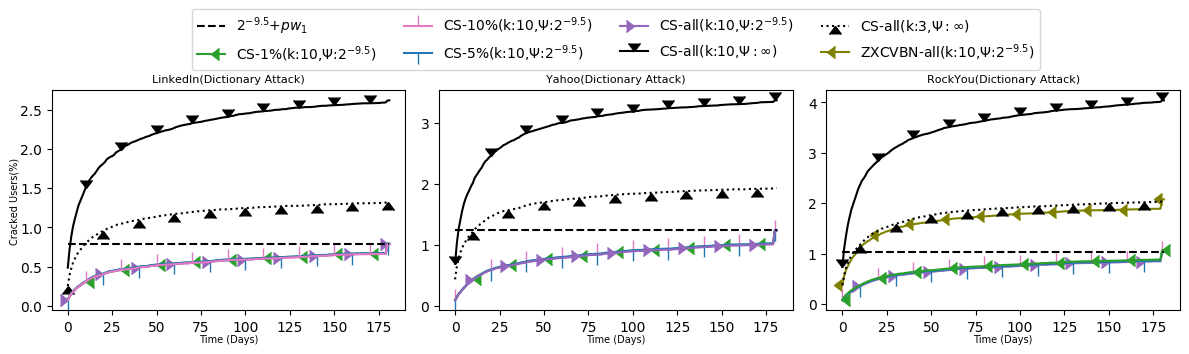 2^{-9.5}+pw_1
CS-1%(k:10,Ψ:2^{-9.5})
CS-10%(k:10,Ψ:2^{-9.5})
CS-5%(k:10,Ψ:2^{-9.5})
CS-all(k:10,Ψ:2^{-9.5})
CS-all(k:10,Ψ : ∞)
CS-all(k:3,Ψ : ∞)
ZXCVBN-all(k:10,Ψ:2^{-9.5})
LinkedIn(Dictionary Attack)
Cracked Users(%)
2.5
2.0
1.5
1.0
0.5
0.0
0 25 50 75 100 125 150 175
Time (Days)
Yahoo(Dictionary Attack)
3
2
1
0
0 25 50 75 100 125 150 175
Time (Days)
RockYou(Dictionary Attack)
4
3
2
1
0
0 25 50 75 100 125 150 175
Time (Days)